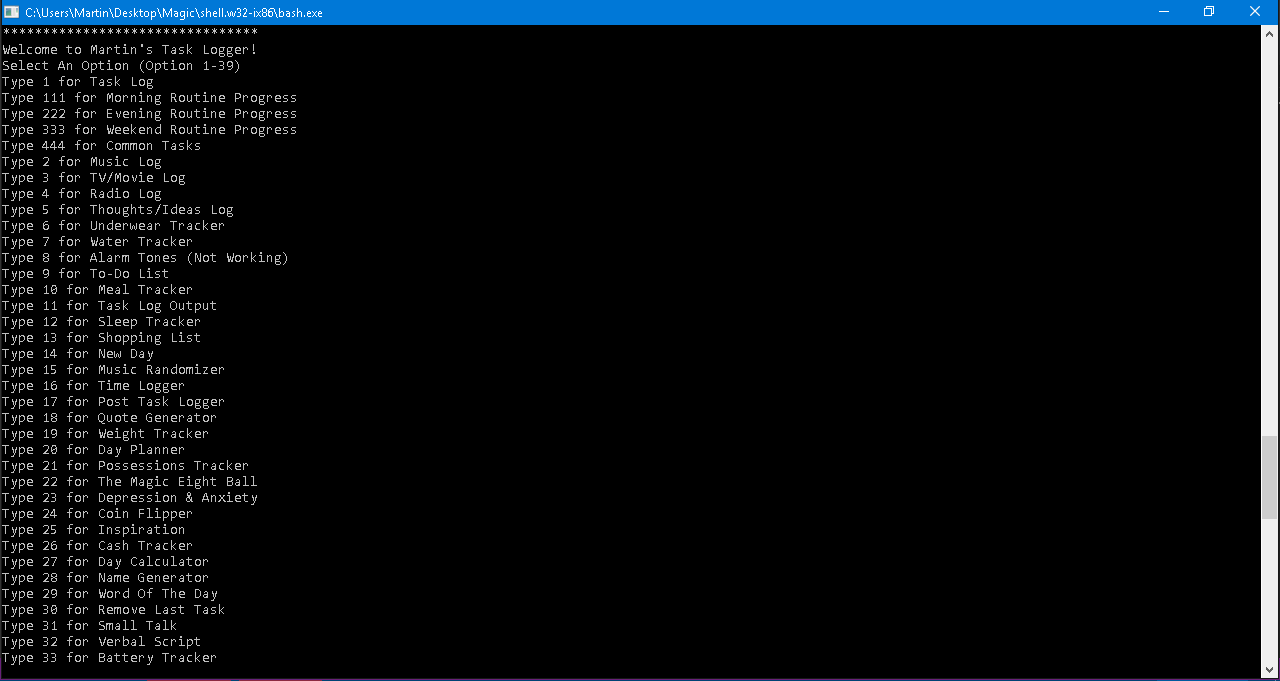 C:\Users\Martin\Desktop\Magic\shell.w32-ix86\bash.exe
********************************
Welcome to Martin's Task Logger!
Select An Option (Option 1-39)
Type 1 for Task Log
Type 111 for Morning Routine Progress
Type 222 for Evening Routine Progress
Type 333 for Weekend Routine Progress
Type 444 for Common Tasks
Type 2 for Music Log
Type 3 for TV/Movie Log
Type 4 for Radio Log
Type 5 for Thoughts/Ideas Log
Type 6 for Underwear Tracker
Type 7 for Water Tracker
Type 8 for Alarm Tones (Not Working)
Type 9 for To-Do List
Type 10 for Meal Tracker
Type 11 for Task Log Output
Type 12 for Sleep Tracker
Type 13 for Shopping List
Type 14 for New Day
Type 15 for Music Randomizer
Type 16 for Time Logger
Type 17 for Post Task Logger
Type 18 for Quote Generator
Type 19 for Weight Tracker
Type 20 for Day Planner
Type 21 for Possessions Tracker
Type 22 for The Magic Eight Ball
Type 23 for Depression & Anxiety
Type 24 for Coin Flipper
Type 25 for Inspiration
Type 26 for Cash Tracker
Type 27 for Day Calculator
Type 28 for Name Generator
Type 29 for Word Of The Day
Type 30 for Remove Last Task
Type 31 for Small Talk
Type 32 for Verbal Script
Type 33 for Battery Tracker